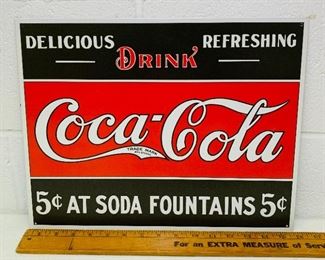 DELICIOUS REFRESHING
DRINK
Coca-Cola
TRADE MARK
5¢ AT SODA FOUNTAINS 5¢
For an EXTRA MEASURE of Serv